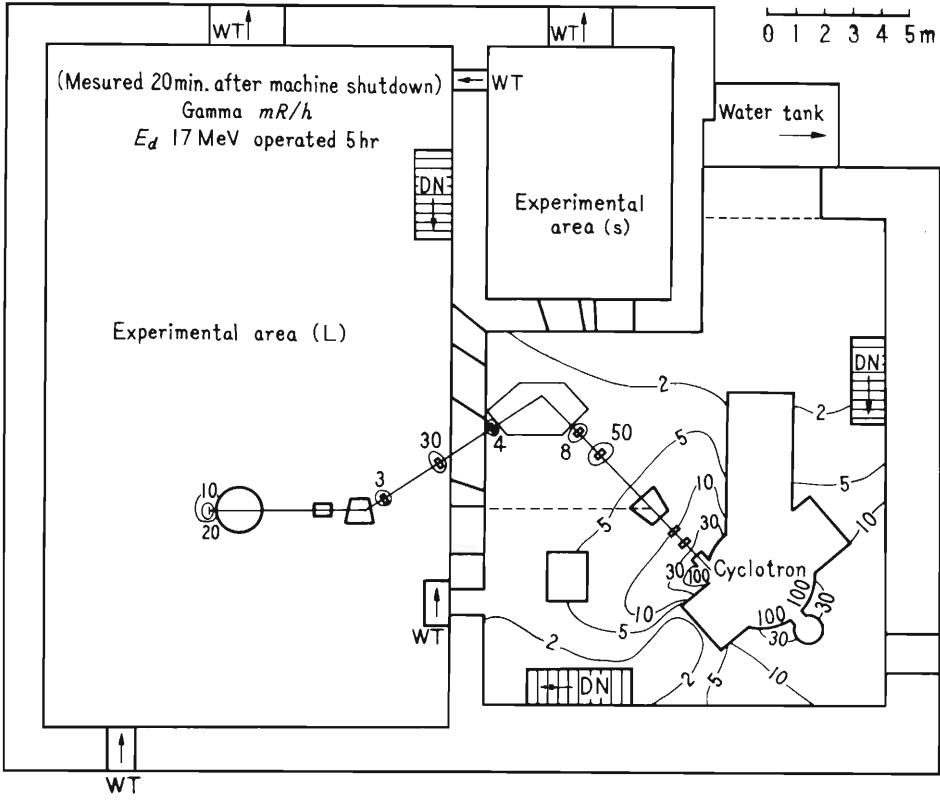 WT
WT
0 1 2 3 4 5m
(Mesured 20min. after machine shutdown)
Gamma mR/h
E_d 17 MeV operated 5 hr
WT
Water tank
DN
Experimental
area (s)
Experimental area (L)
2
DN
2
30
4
8
50
5
5
3
10
10
10
20
5
30
30
100
Cyclotron
100
30
10
100
30
5
WT
2
2
5
10
DN
WT